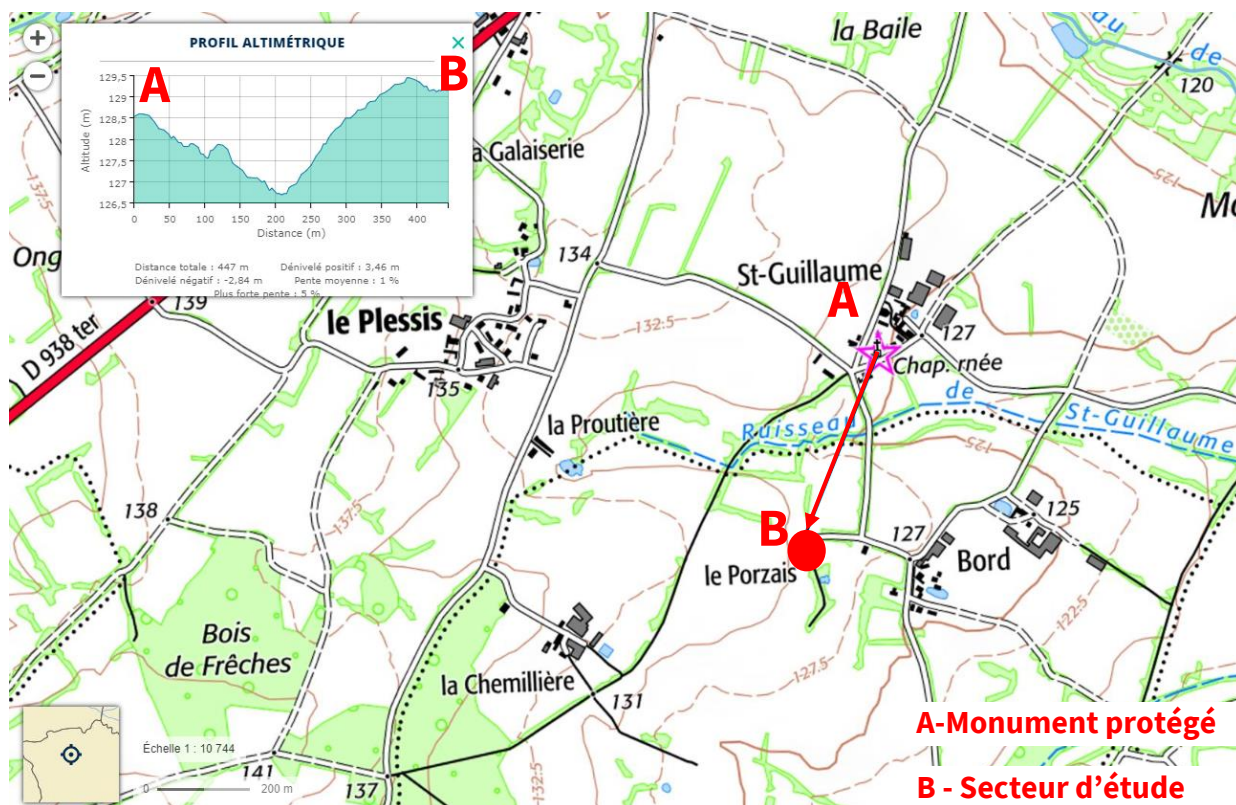 +
−
PROFIL ALTIMÉTRIQUE
×
A
B
129,5
129
128,5
128
127,5
127
126,5
Altitude (m)
0 50 100 150 200 250 300 350 400
Distance (m)
Distance totale : 447 m Dénivelé positif : 3,46 m
Dénivelé négatif : -2,84 m Pente moyenne : 1 %
Plus forte pente : 5 %
la Baile
de
120
125
a Galaiserie
137.5
Ong
139
134
St-Guillaume
A
132.5
le Plessis
D 938 ter
135
127
Chap. rnée
la Proutière
Ruisseau de St-Guillaume
125
138
137.5
B
127
125
le Porzais
Bord
Bois
de Frêches
122.5
127.5
la Chemillière
131
A-Monument protégé
Échelle 1 : 10 744
0 200 m
141
137
132.5
B - Secteur d’étude